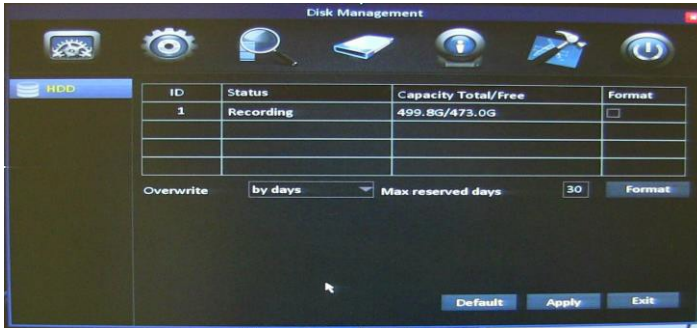 Disk Management
HDD
ID Status Capacity Total/Free Format
1 Recording 499.8G/473.0G
Overwrite by days Max reserved days 30 Format
Default Apply Exit